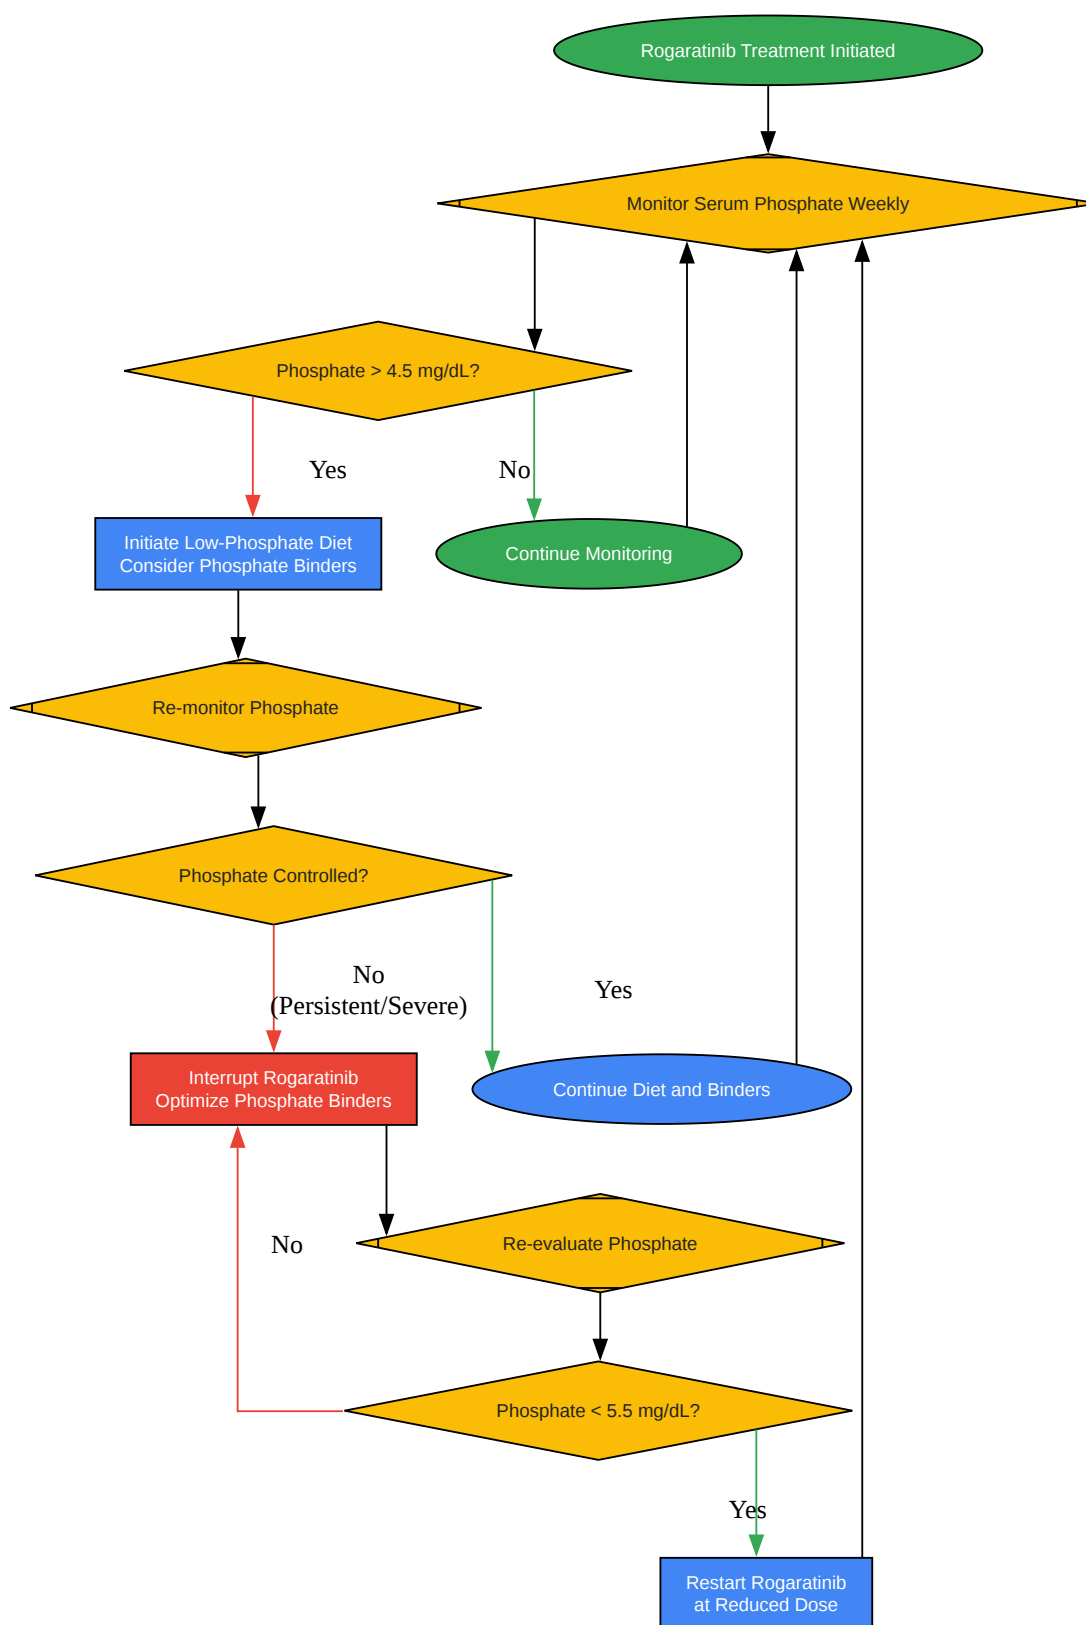 Rogaratinib Treatment Initiated
Monitor Serum Phosphate Weekly
Phosphate > 4.5 mg/dL?
Yes
No
Initiate Low-Phosphate Diet
Consider Phosphate Binders
Continue Monitoring
Re-monitor Phosphate
Phosphate Controlled?
No
(Persistent/Severe)
Yes
Interrupt Rogaratinib
Optimize Phosphate Binders
Continue Diet and Binders
No
Re-evaluate Phosphate
Phosphate < 5.5 mg/dL?
Yes
Restart Rogaratinib
at Reduced Dose